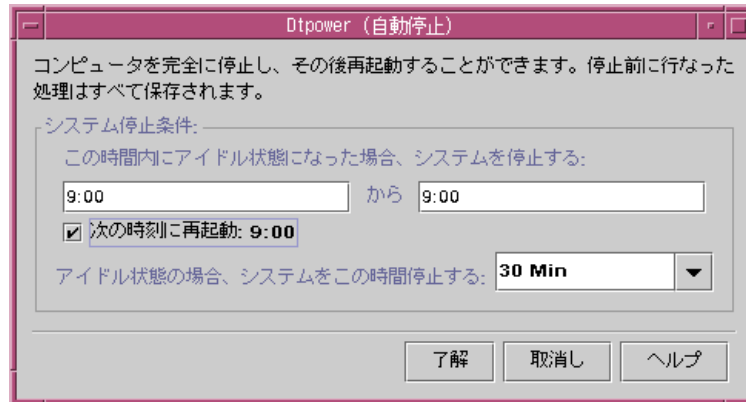 Dtpower (自動停止)
コンピュータを完全に停止し、その後再起動することができます。停止前に行なった
処理はすべて保存されます。
システム停止条件:
この時間内にアイドル状態になった場合、システムを停止する:
9:00 から 9:00
次の時刻に再起動: 9:00
アイドル状態の場合、システムをこの時間停止する: 30 Min
了解 取消し ヘルプ